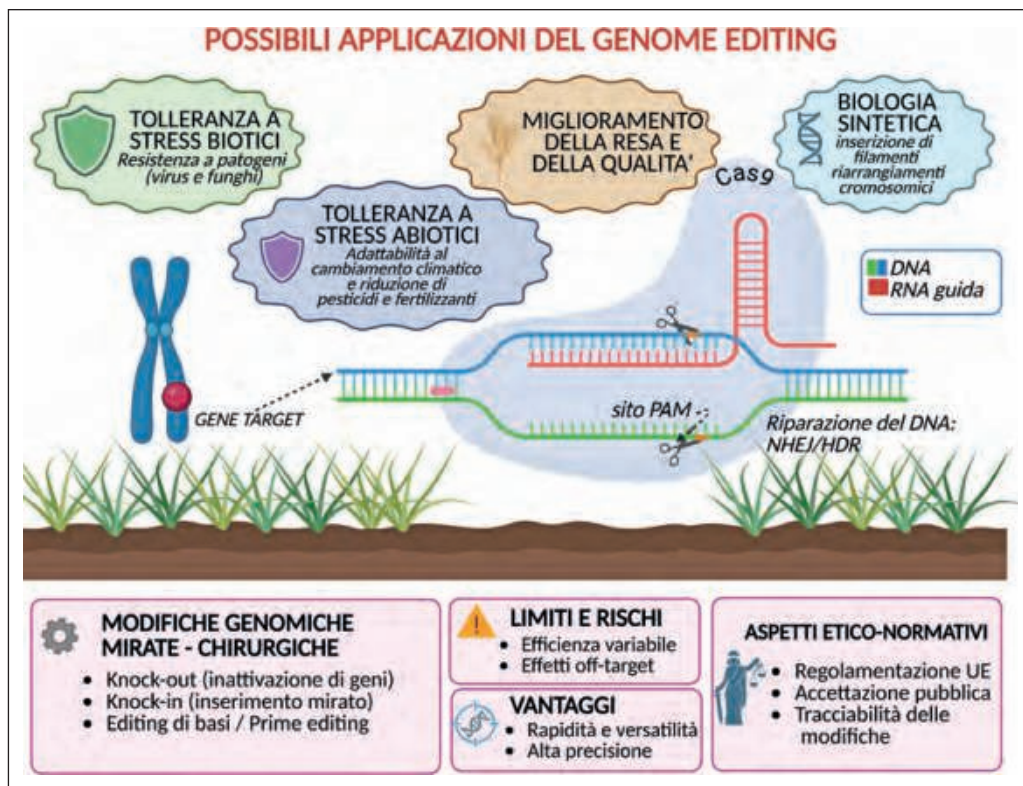 POSSIBILI APPLICAZIONI DEL GENOME EDITING
TOLLERANZA A
STRESS BIOTICI
Resistenza a patogeni
(virus e funghi)
MIGLIORAMENTO
DELLA RESA E
DELLA QUALITA'
BIOLOGIA
SINTETICA
inserizione di
filamenti
riarrangiamenti
cromosomici
TOLLERANZA A
STRESS ABIOTICI
Adattabilità al
cambiamento climatico
e riduzione di
pesticidi e fertilizzanti
Cas9
DNA
RNA guida
GENE TARGET
sito PAM
Riparazione del DNA:
NHEJ/HDR
MODIFICHE GENOMICHE
MIRATE - CHIRURGICHE
• Knock-out (inattivazione di geni)
• Knock-in (inserimento mirato)
• Editing di basi / Prime editing
LIMITI E RISCHI
• Efficienza variabile
• Effetti off-target
VANTAGGI
• Rapidità e versatilità
• Alta precisione
ASPETTI ETICO-NORMATIVI
• Regolamentazione UE
• Accettazione pubblica
• Tracciabilità delle
modifiche